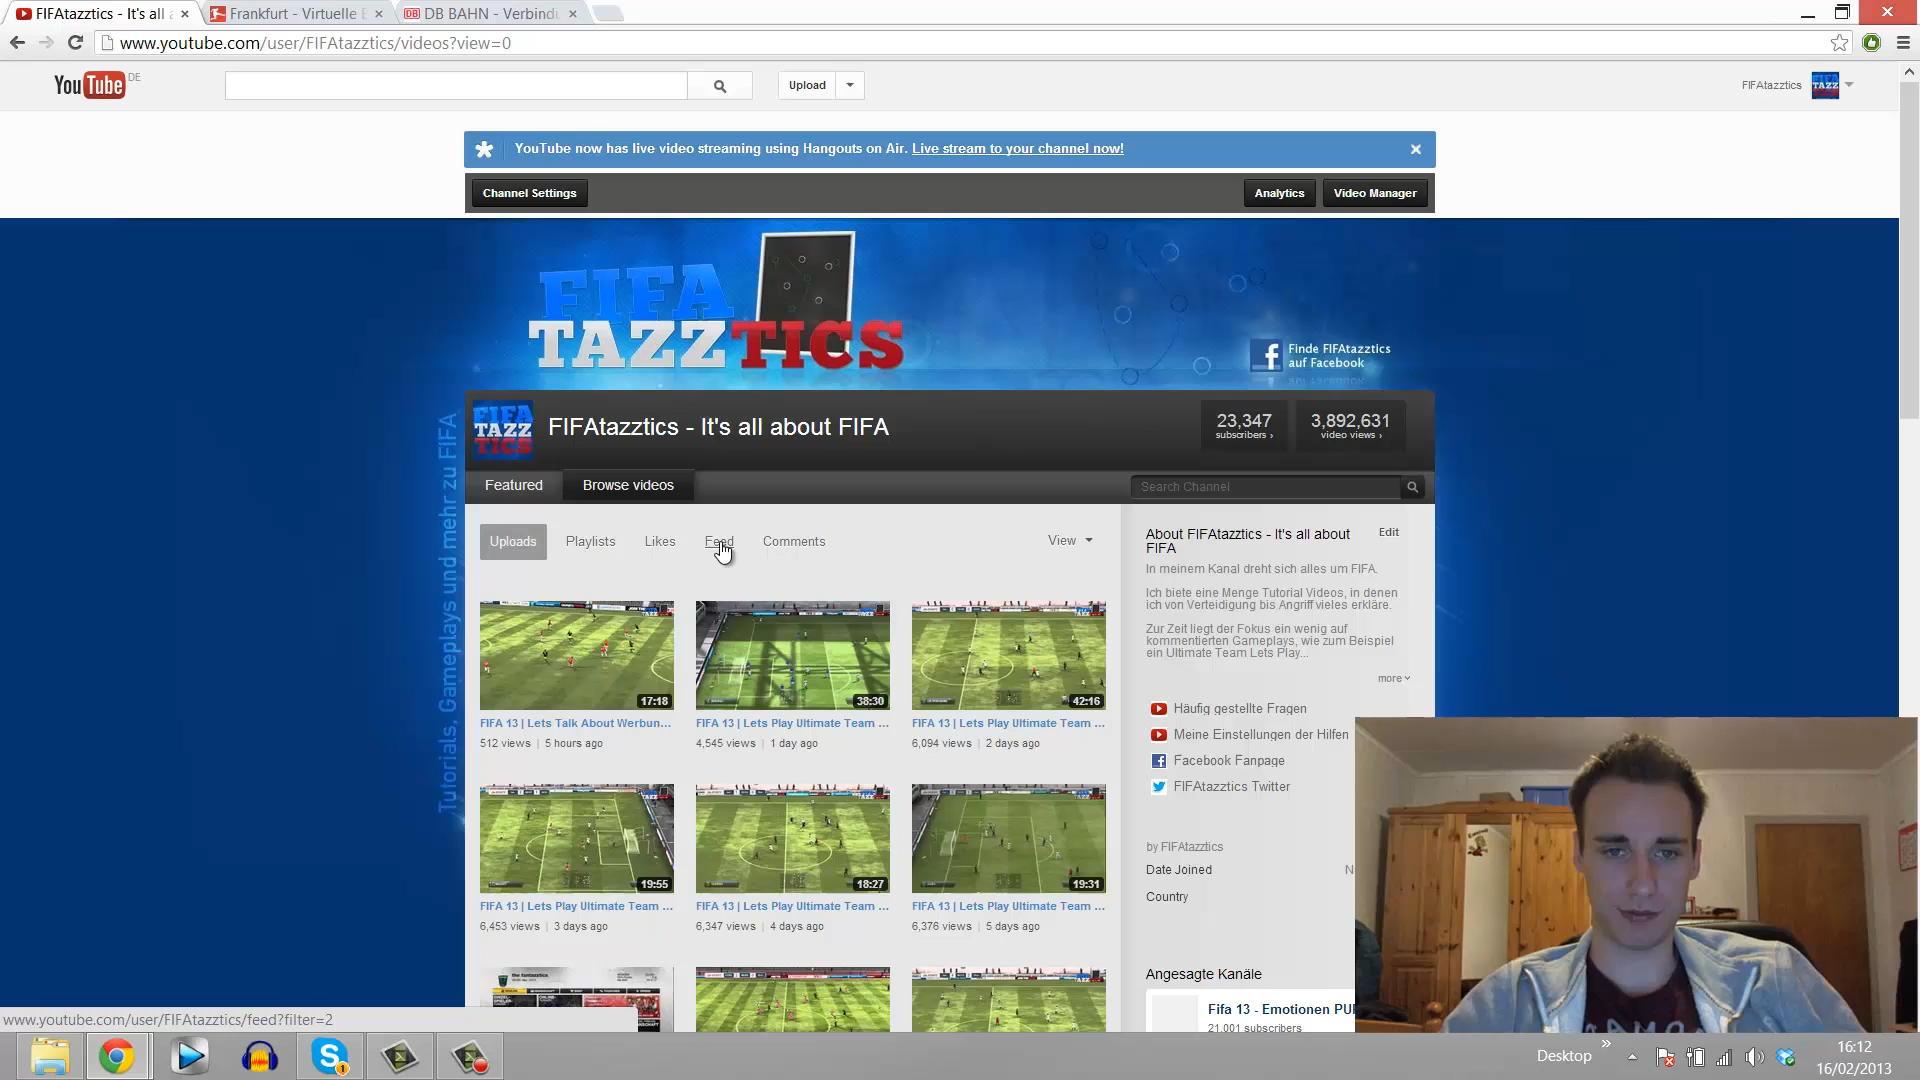 FIFAtazztics - It's all a
Frankfurt - Virtuelle
DB BAHN - Verbindu
www.youtube.com/user/FIFAtazztics/videos?view=0
YouTube DE
Upload
FIFAtazztics
YouTube now has live video streaming using Hangouts on Air. Live stream to your channel now!
Channel Settings
Analytics
Video Manager
FIFA
TAZZTICS
Finde FIFAtazztics
auf Facebook
Tutorials, Gameplays und mehr zu FIFA
FIFA
TAZZ
TICS
FIFAtazztics - It's all about FIFA
23,347
subscribers ›
3,892,631
video views ›
Featured
Browse videos
Search Channel
Uploads
Playlists
Likes
Feed
Comments
View
17:18
38:30
42:16
FIFA 13 | Lets Talk About Werbun...
FIFA 13 | Lets Play Ultimate Team ...
FIFA 13 | Lets Play Ultimate Team ...
512 views | 5 hours ago
4,545 views | 1 day ago
6,094 views | 2 days ago
19:55
18:27
19:31
FIFA 13 | Lets Play Ultimate Team ...
FIFA 13 | Lets Play Ultimate Team ...
FIFA 13 | Lets Play Ultimate Team ...
6,453 views | 3 days ago
6,347 views | 4 days ago
6,376 views | 5 days ago
About FIFAtazztics - It's all about
FIFA
Edit
In meinem Kanal dreht sich alles um FIFA.
Ich biete eine Menge Tutorial Videos, in denen
ich von Verteidigung bis Angriff vieles erkläre.
Zur Zeit liegt der Fokus ein wenig auf
kommentierten Gameplays, wie zum Beispiel
ein Ultimate Team Lets Play...
more
Häufig gestellte Fragen
Meine Einstellungen der Hilfen
Facebook Fanpage
FIFAtazztics Twitter
by FIFAtazztics
Date Joined N
Country
Angesagte Kanäle
Fifa 13 - Emotionen PUR
21,001 subscribers
www.youtube.com/user/FIFAtazztics/feed?filter=2
Desktop
16:12
16/02/2013